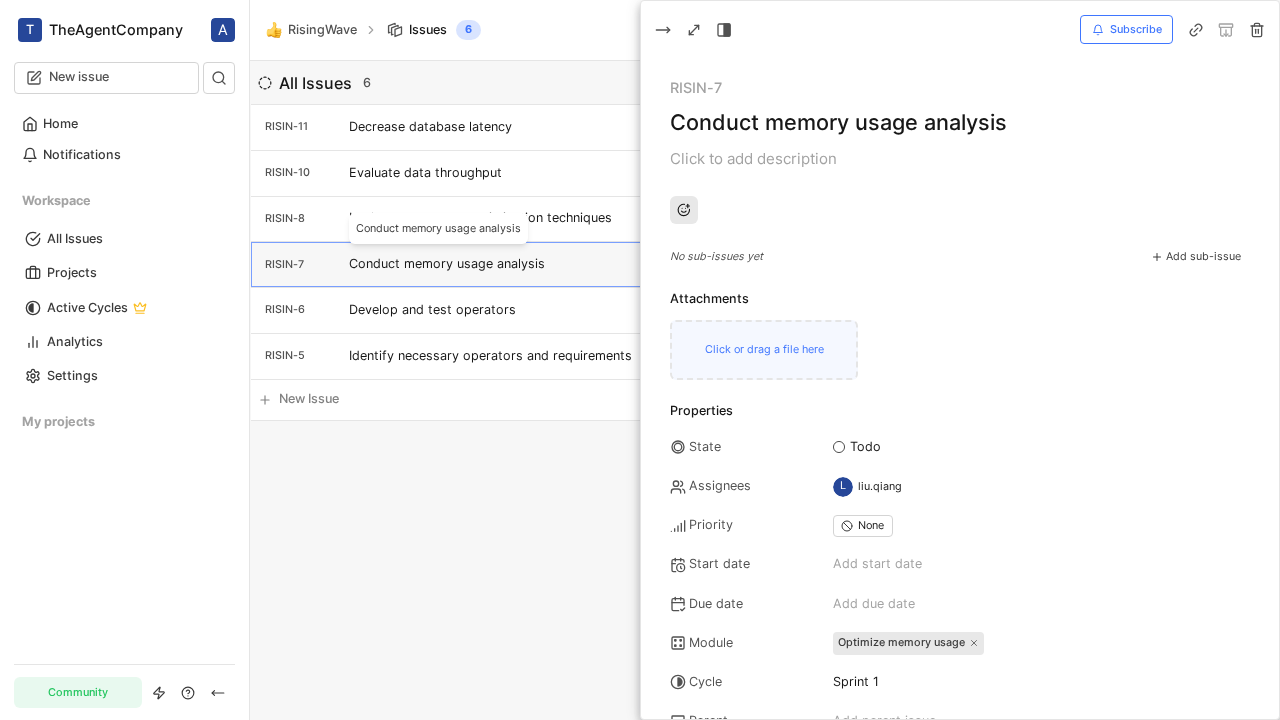 T TheAgentCompany A
New issue
Home
Notifications
Workspace
All Issues
Projects
Active Cycles
Analytics
Settings
My projects
Community
RisingWave Issues 6
All Issues 6
RISIN-11 Decrease database latency
RISIN-10 Evaluate data throughput
RISIN-8 ion techniques
Conduct memory usage analysis
RISIN-7 Conduct memory usage analysis
RISIN-6 Develop and test operators
RISIN-5 Identify necessary operators and requirements
New Issue
Subscribe
RISIN-7
Conduct memory usage analysis
Click to add description
No sub-issues yet Add sub-issue
Attachments
Click or drag a file here
Properties
State Todo
Assignees L liu.qiang
Priority None
Start date Add start date
Due date Add due date
Module Optimize memory usage
Cycle Sprint 1
Parent Add parent issue